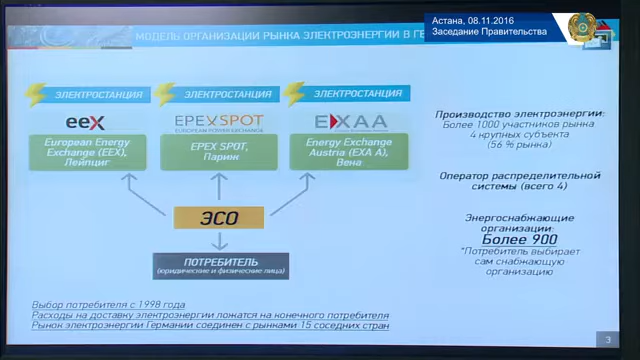 Астана, 08.11.2016
Заседание Правительства
МОДЕЛЬ ОРГАНИЗАЦИИ РЫНКА ЭЛЕКТРОЭНЕРГИИ В
ЭЛЕКТРОСТАНЦИЯ
ЭЛЕКТРОСТАНЦИЯ
ЭЛЕКТРОСТАНЦИЯ
eex
EPEXSPOT
EUROPEAN POWER EXCHANGE
EXAA
European Energy
Exchange (EEX),
Лейпциг
EPEX SPOT,
Париж
Energy Exchange
Austria (EXA A),
Вена
ЭСО
ПОТРЕБИТЕЛЬ
(юридические и физические лица)
Производство электроэнергии:
Более 1000 участников рынка
4 крупных субъекта
(56 % рынка)
Оператор распределительной
системы (всего 4)
Энергоснабжающие
организации:
Более 900
*Потребитель выбирает
сам снабжающую
организацию
Выбор потребителя с 1998 года
Расходы на доставку электроэнергии ложатся на конечного потребителя
Рынок электроэнергии Германии соединен с рынками 15 соседних стран
3